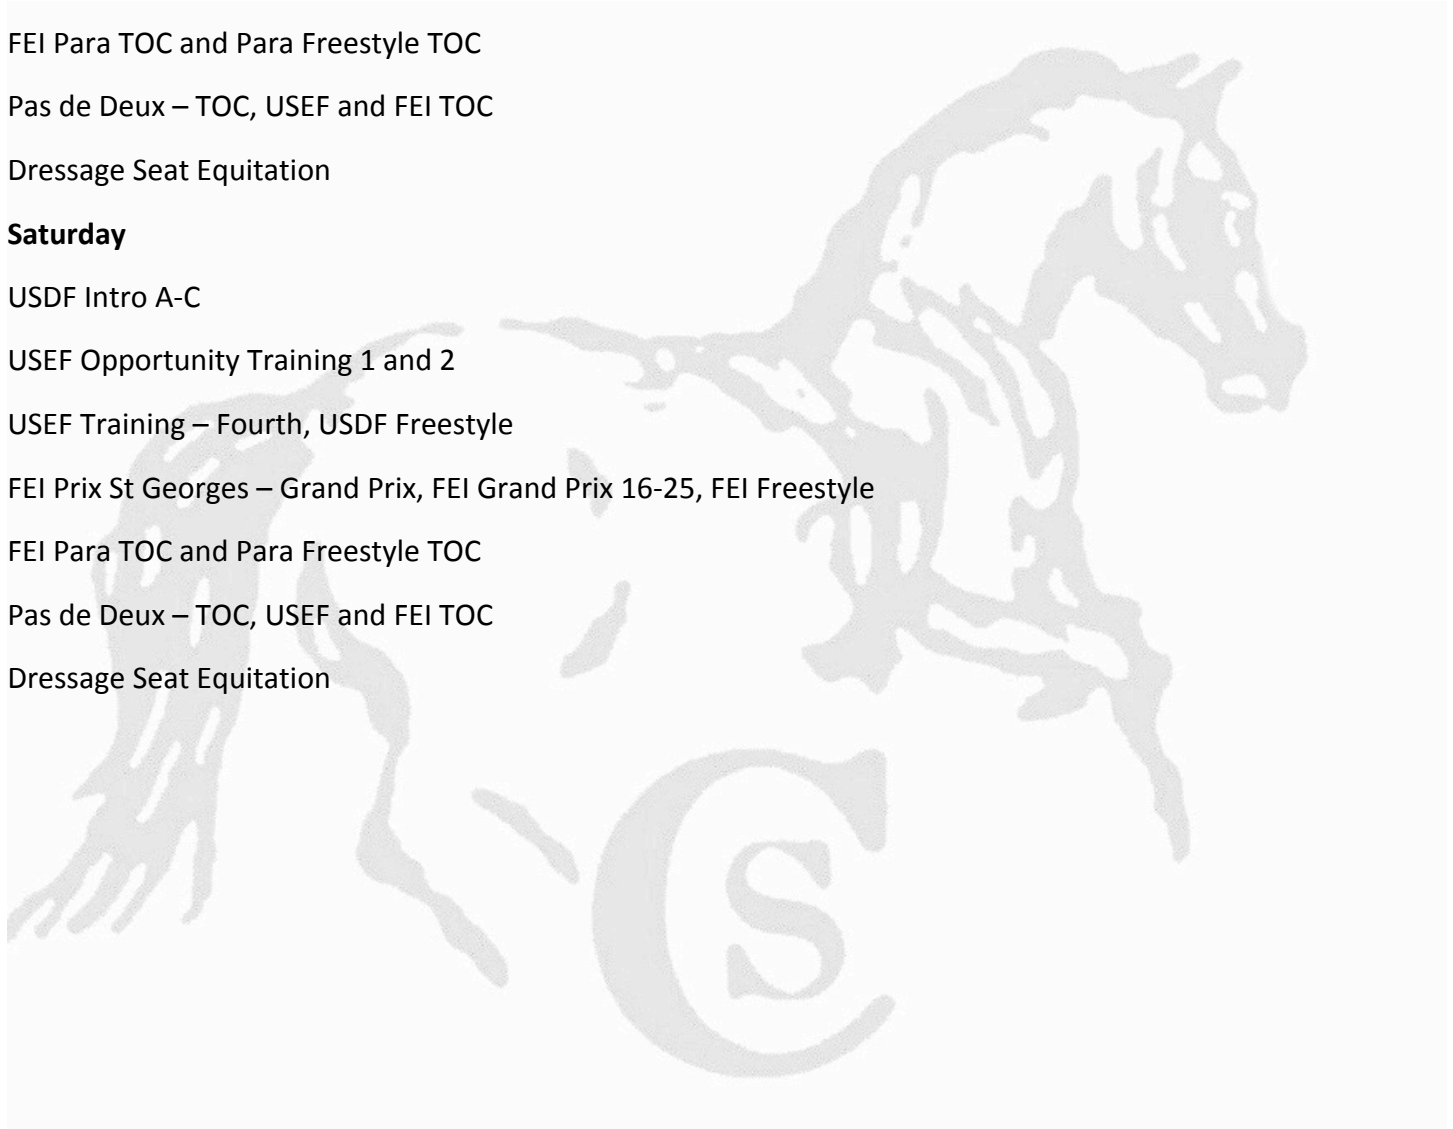 FEI Para TOC and Para Freestyle TOC
Pas de Deux – TOC, USEF and FEI TOC
Dressage Seat Equitation
Saturday
USDF Intro A-C
USEF Opportunity Training 1 and 2
USEF Training – Fourth, USDF Freestyle
FEI Prix St Georges – Grand Prix, FEI Grand Prix 16-25, FEI Freestyle
FEI Para TOC and Para Freestyle TOC
Pas de Deux – TOC, USEF and FEI TOC
Dressage Seat Equitation
CS